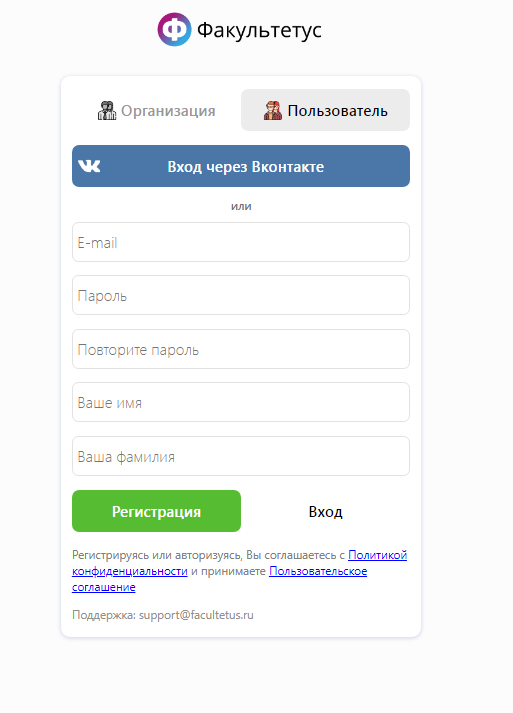 Ф Факультетус
Организация Пользователь
Вход через Вконтакте
или
E-mail
Пароль
Повторите пароль
Ваше имя
Ваша фамилия
Регистрация Вход
Регистрируясь или авторизуясь, Вы соглашаетесь с Политикой
конфиденциальности и принимаете Пользовательское
соглашение
Поддержка: support@facultetus.ru